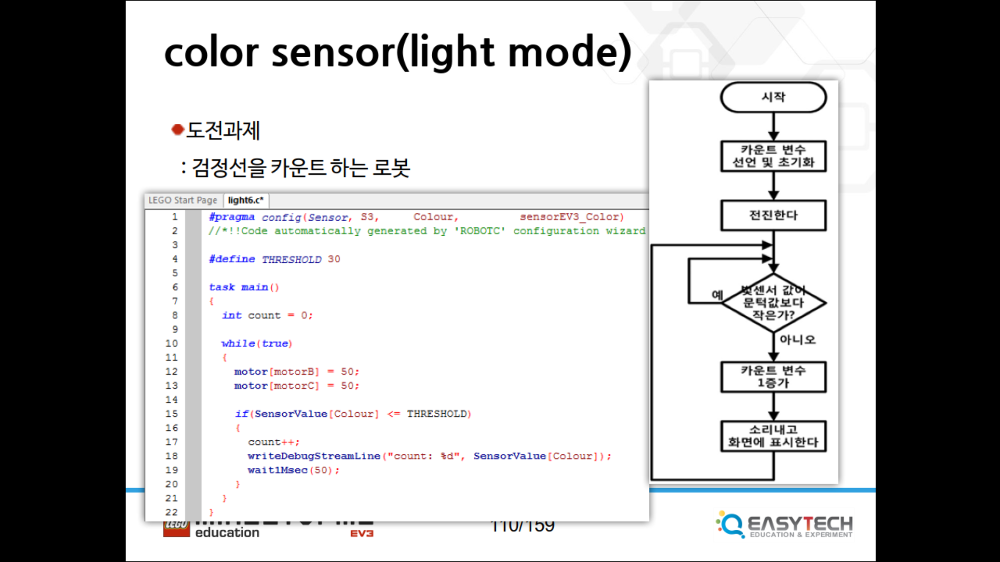 color sensor(light mode)
도전과제
: 검정선을 카운트 하는 로봇
LEGO Start Page light6.c*
1 #pragma config(Sensor, S3, Colour, sensorEV3_Color)
2 //*!!Code automatically generated by 'ROBOTC' configuration wizard
3
4 #define THRESHOLD 30
5
6 task main()
7 {
8 int count = 0;
9
10 while(true)
11 {
12 motor[motorB] = 50;
13 motor[motorC] = 50;
14
15 if(SensorValue[Colour] <= THRESHOLD)
16 {
17 count++;
18 writeDebugStreamLine("count: %d", SensorValue[Colour]);
19 wait1Msec(50);
20 }
21 }
22 }
시작
카운트 변수
선언 및 초기화
전진한다
빛센서 값이
문턱값보다
작은가?
예
아니오
카운트 변수
1증가
소리내고
화면에 표시한다
LEGO
education
EV3
110/159
EASYTECH
EDUCATION & EXPERIMENT